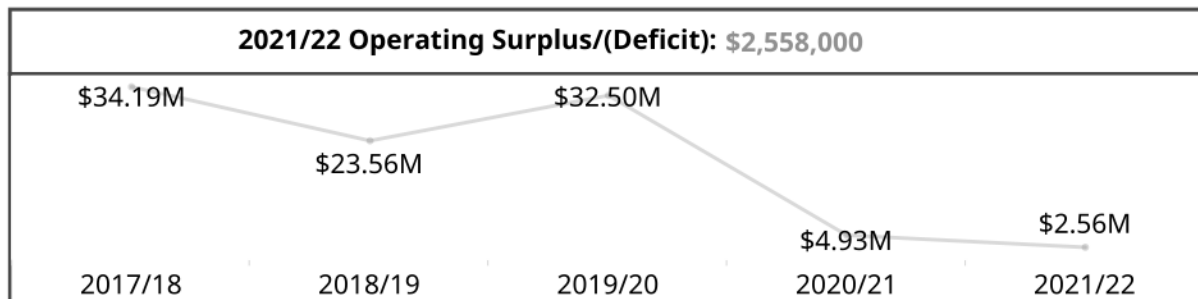 2021/22 Operating Surplus/(Deficit): $2,558,000
$34.19M
$32.50M
$23.56M
$2.56M
$4.93M
2017/18 2018/19 2019/20 2020/21 2021/22